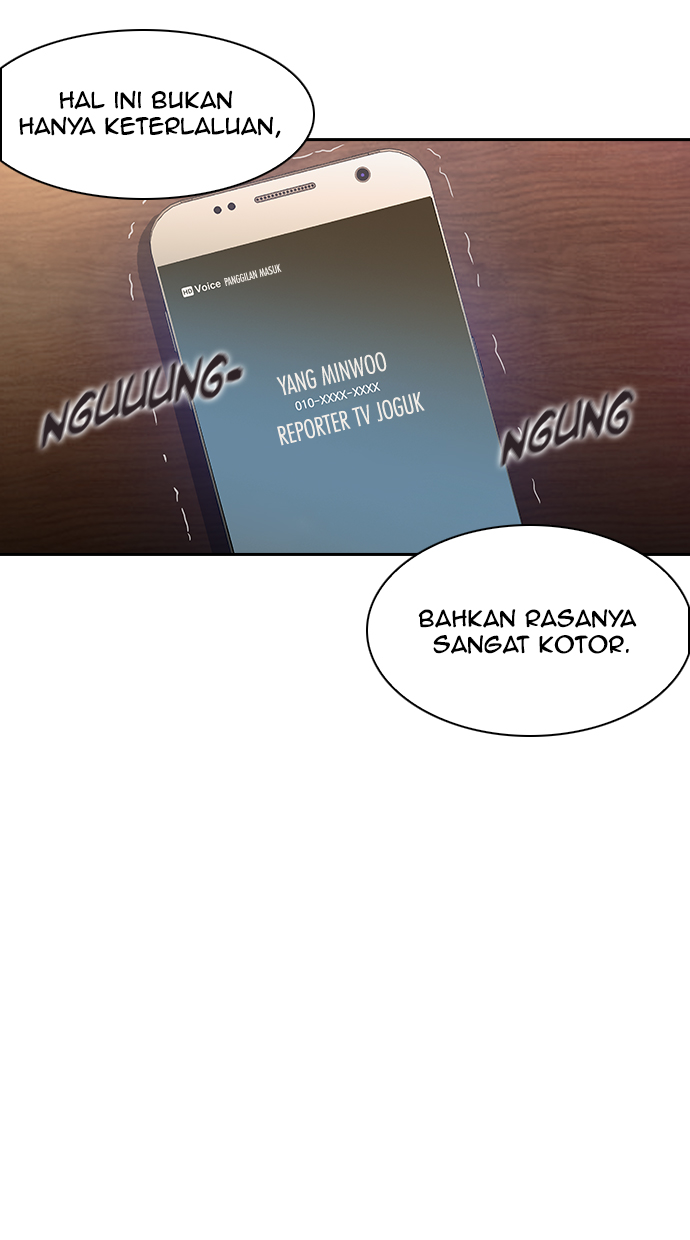 HAL INI BUKAN
HANYA KETERLALUAN,
HD Voice PANGGILAN MASUK
YANG MINWOO
010-XXXX-XXXX
REPORTER TV JOGUK
NGUUUNG-
NGUNG
BAHKAN RASANYA
SANGAT KOTOR.